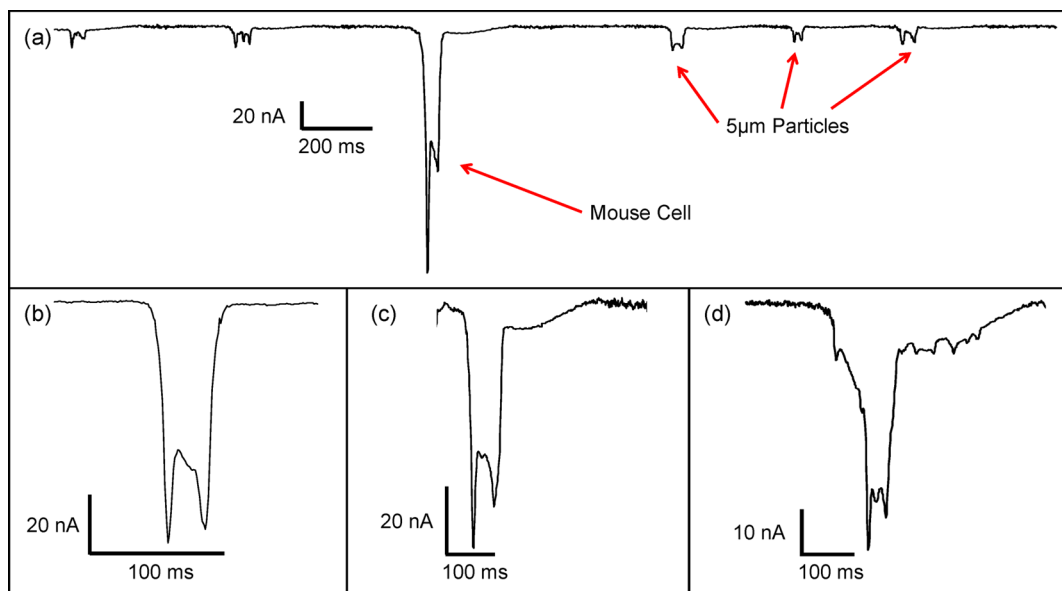 (a)
20 nA
200 ms
5µm Particles
Mouse Cell
(b)
20 nA
100 ms
(c)
20 nA
100 ms
(d)
10 nA
100 ms